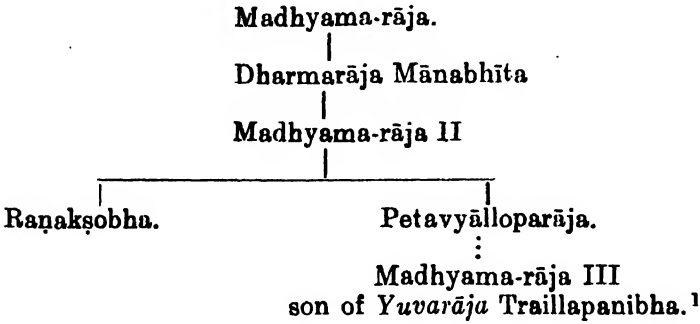 Madhyama-rāja.
Dharmarāja Mānabhīta
Madhyama-rāja II
Raṇakṣobha. Petavyālloparāja.
Madhyama-rāja III
son of Yuvarāja Traillapanibha.¹